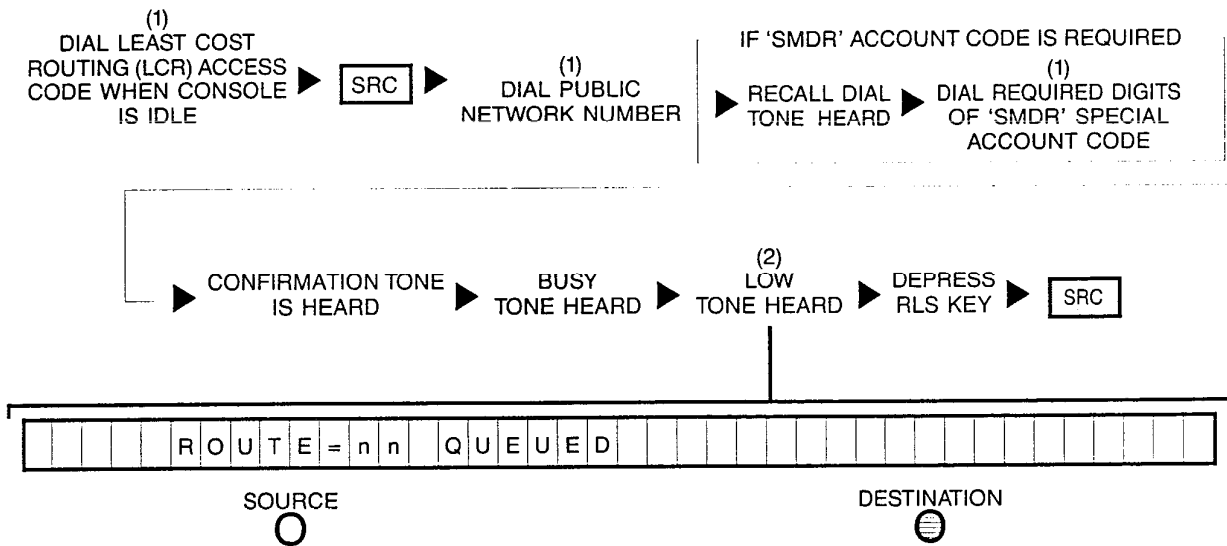 (1)
DIAL LEAST COST
ROUTING (LCR) ACCESS
CODE WHEN CONSOLE
IS IDLE
SRC
(1)
DIAL PUBLIC
NETWORK NUMBER
IF 'SMDR' ACCOUNT CODE IS REQUIRED
RECALL DIAL
TONE HEARD
(1)
DIAL REQUIRED DIGITS
OF 'SMDR' SPECIAL
ACCOUNT CODE
CONFIRMATION TONE
IS HEARD
BUSY
TONE HEARD
(2)
LOW
TONE HEARD
DEPRESS
RLS KEY
SRC
ROUTE=nn QUEUED
SOURCE
DESTINATION